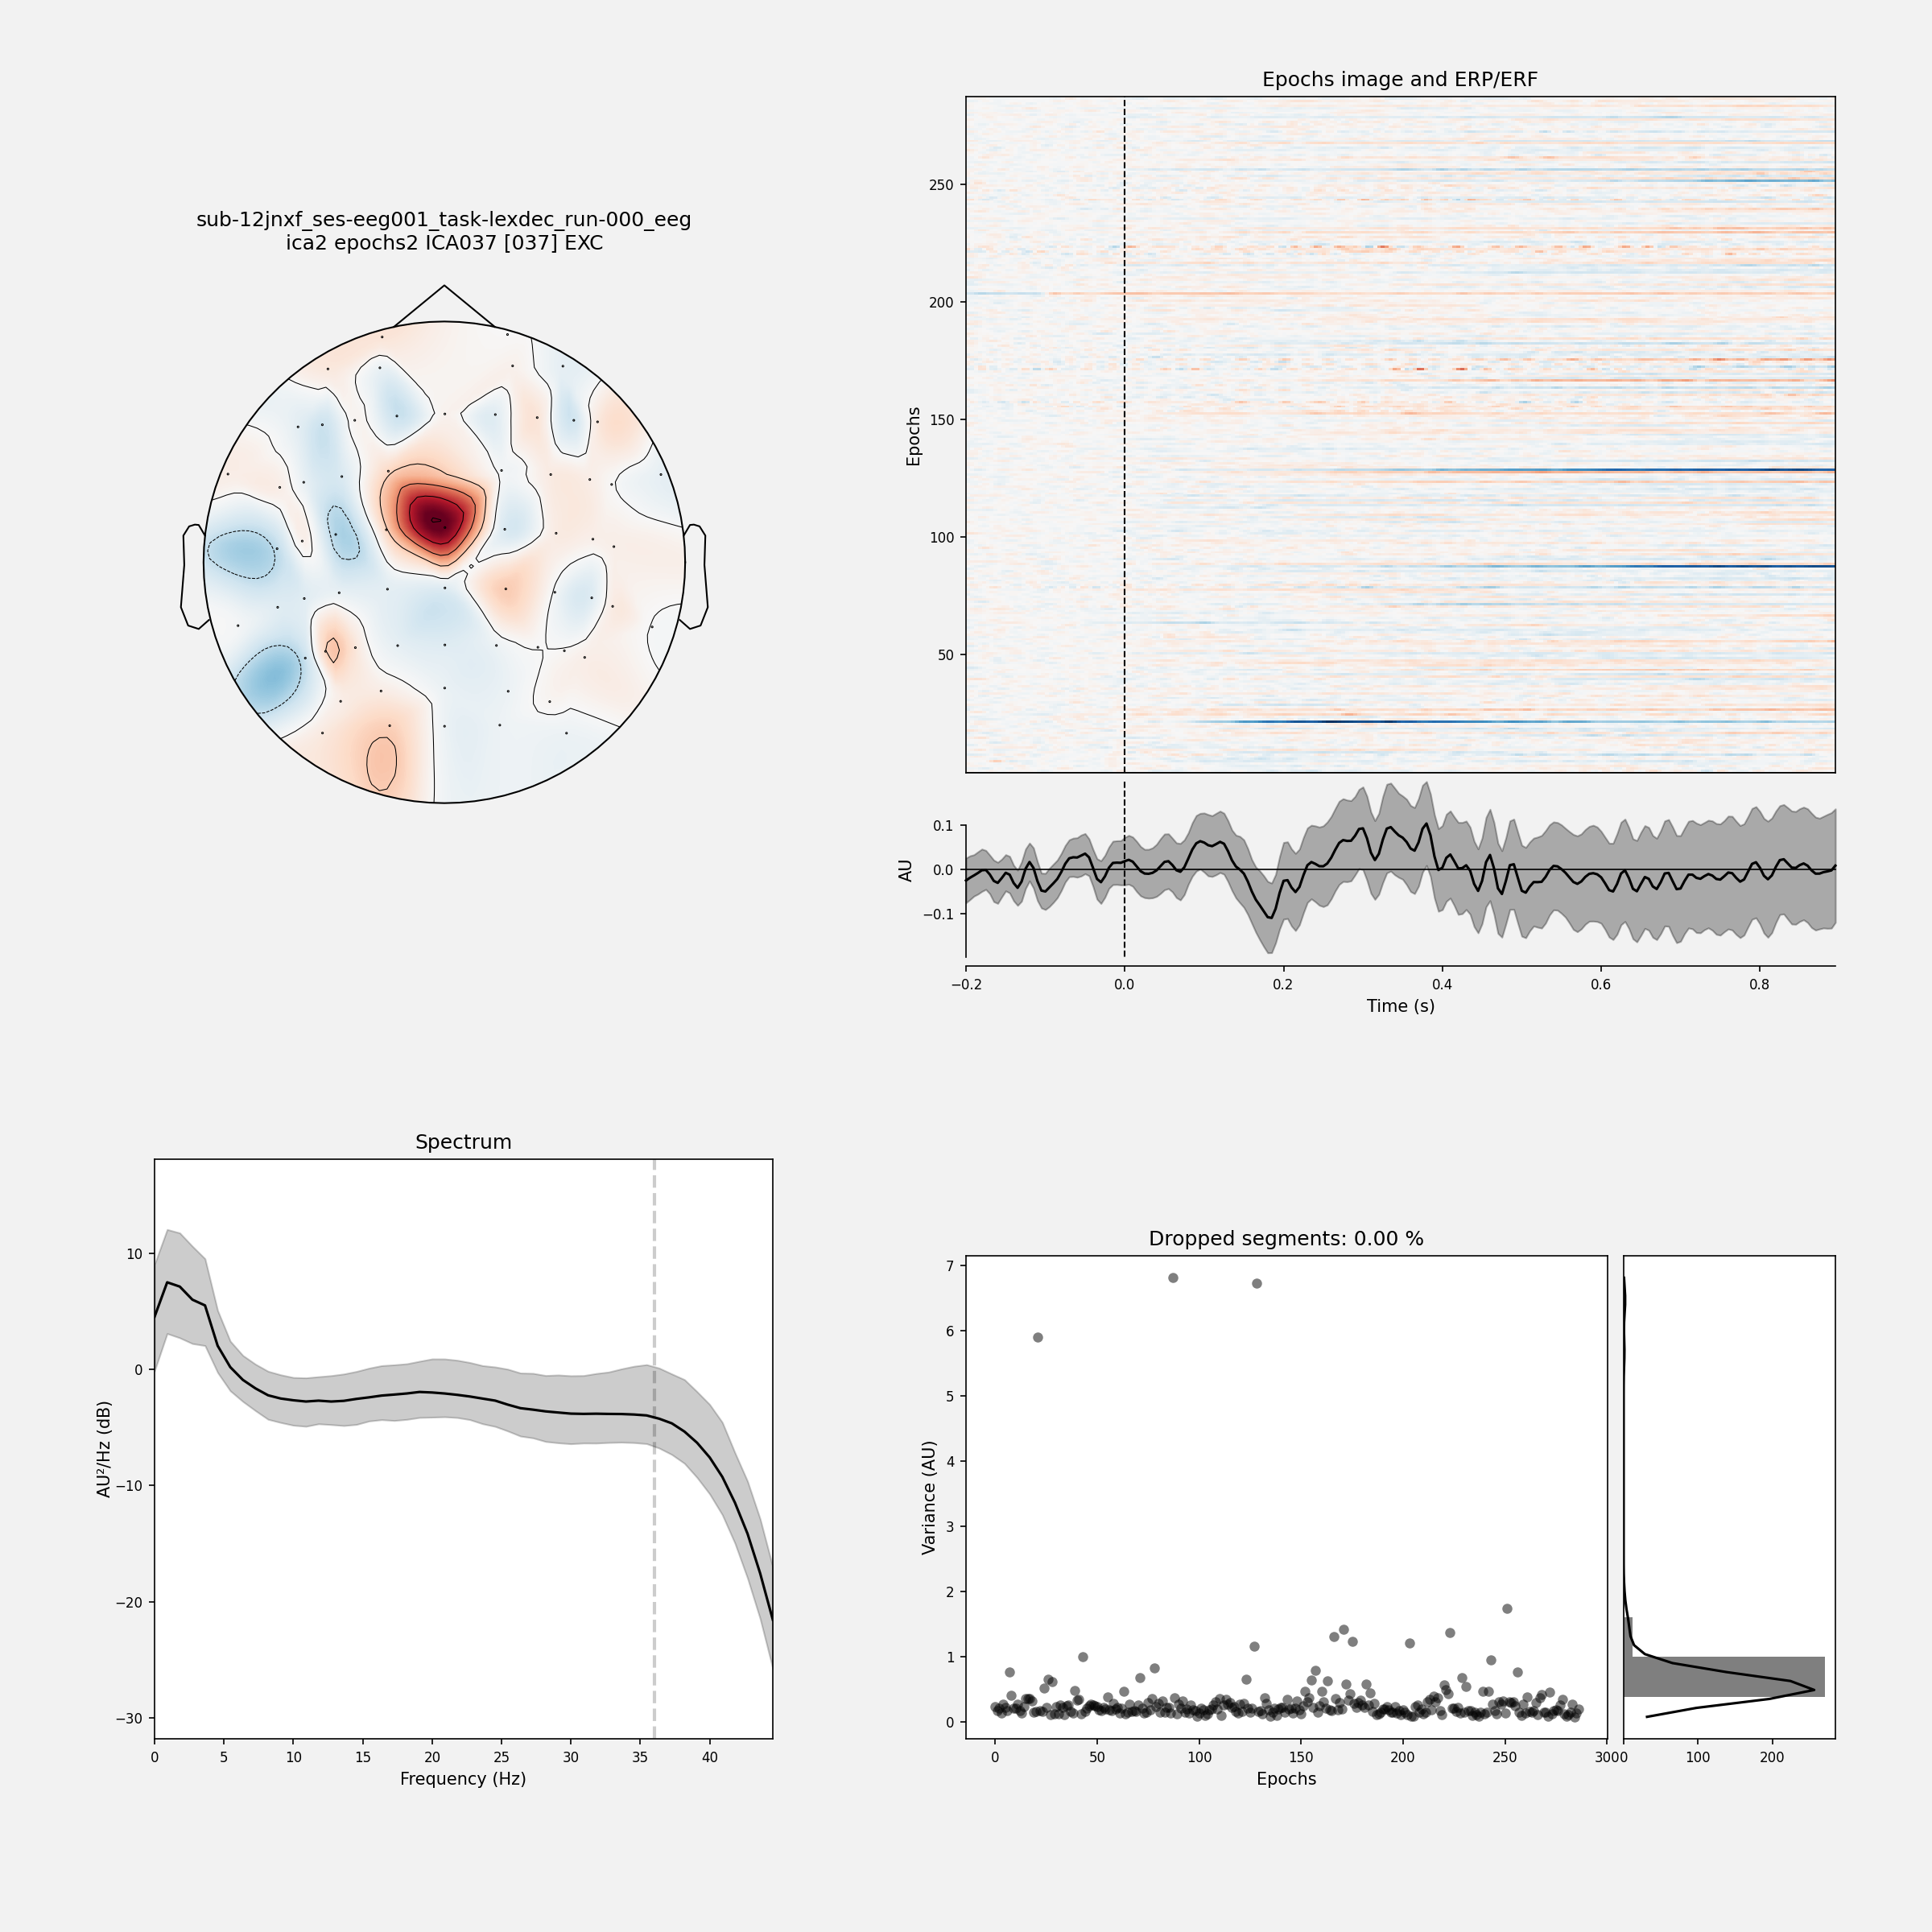 sub-12jnxf_ses-eeg001_task-lexdec_run-000_eeg
ica2 epochs2 ICA037 [037] EXC
Epochs image and ERP/ERF
Epochs
250
200
150
100
50
AU
0.1
0.0
−0.1
−0.2 0.0 0.2 0.4 0.6 0.8
Time (s)
Spectrum
AU²/Hz (dB)
10
0
−10
−20
−30
0 5 10 15 20 25 30 35 40
Frequency (Hz)
Dropped segments: 0.00 %
Variance (AU)
7
6
5
4
3
2
1
0
0 50 100 150 200 250 300
Epochs
0 100 200